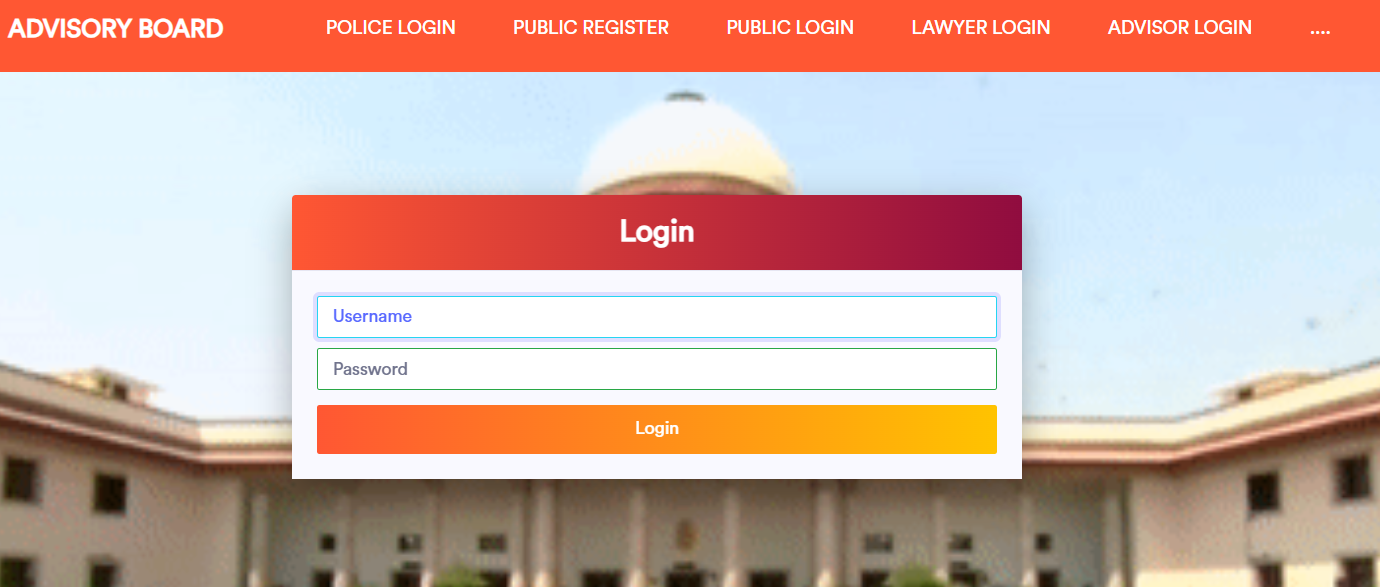 ADVISORY BOARD POLICE LOGIN PUBLIC REGISTER PUBLIC LOGIN LAWYER LOGIN ADVISOR LOGIN ....
Login
Username
Password
Login